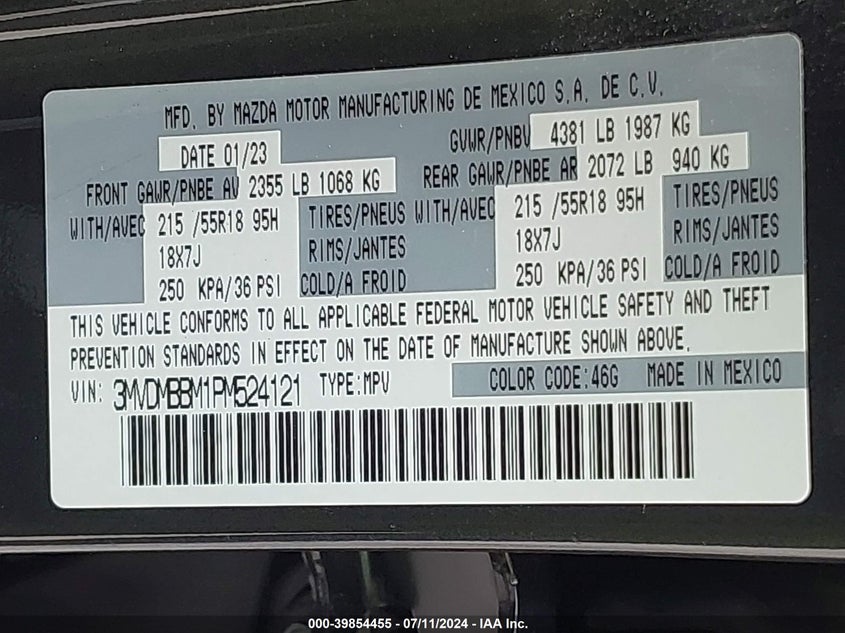 MFD. BY MAZDA MOTOR MANUFACTURING DE MEXICO S.A. DE C.V.
DATE 01/23 GVWR/PNBV 4381 LB 1987 KG
FRONT GAWR/PNBE AV 2355 LB 1068 KG REAR GAWR/PNBE AR 2072 LB 940 KG
WITH/AVEC 215 /55R18 95H TIRES/PNEUS WITH/AVEC 215 /55R18 95H TIRES/PNEUS
18X7J RIMS/JANTES 18X7J RIMS/JANTES
250 KPA/36 PSI COLD/A FROID 250 KPA/36 PSI COLD/A FROID
THIS VEHICLE CONFORMS TO ALL APPLICABLE FEDERAL MOTOR VEHICLE SAFETY AND THEFT
PREVENTION STANDARDS IN EFFECT ON THE DATE OF MANUFACTURE SHOWN ABOVE.
VIN: 3MVDMBBM1PM524121 TYPE:MPV COLOR CODE:46G MADE IN MEXICO
000-39854455 - 07/11/2024 - IAA Inc.